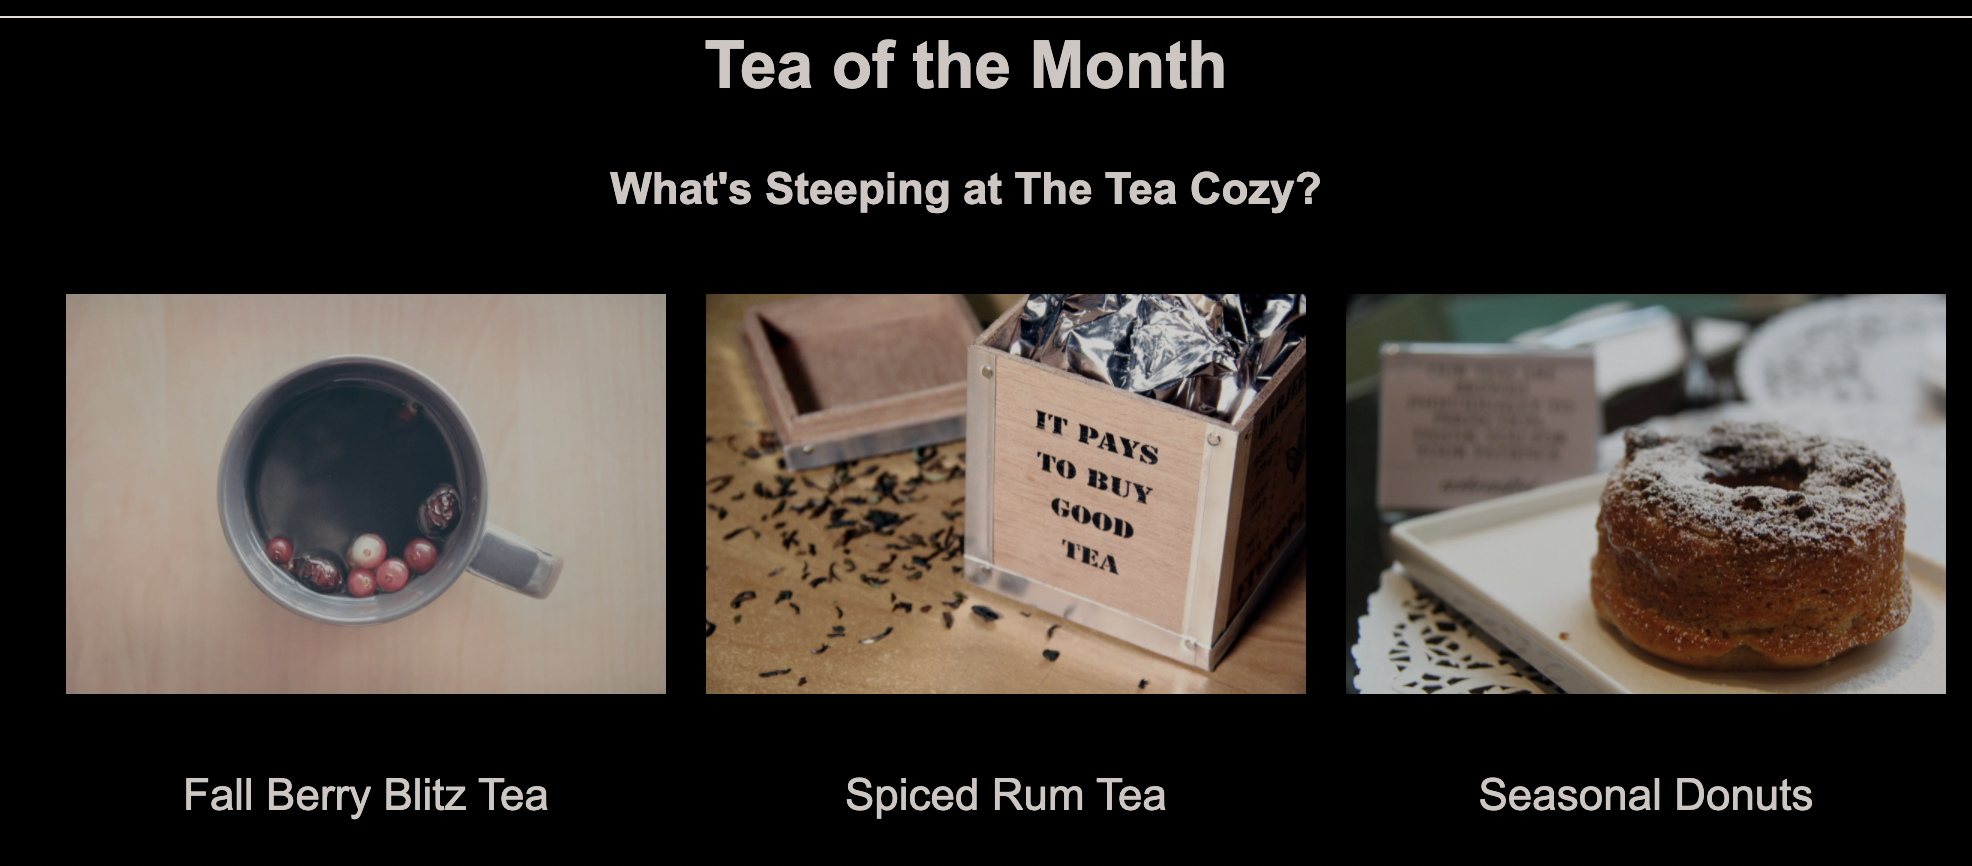 Tea of the Month
What's Steeping at The Tea Cozy?
IT PAYS
TO BUY
GOOD
TEA
Fall Berry Blitz Tea
Spiced Rum Tea
Seasonal Donuts